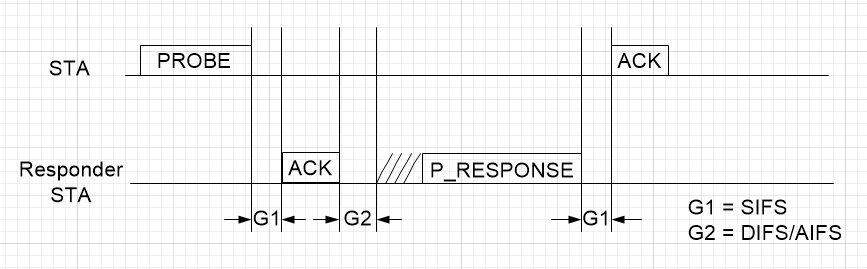 STA
PROBE
ACK
Responder
STA
ACK
P_RESPONSE
G1
G2
G1
G1 = SIFS
G2 = DIFS/AIFS